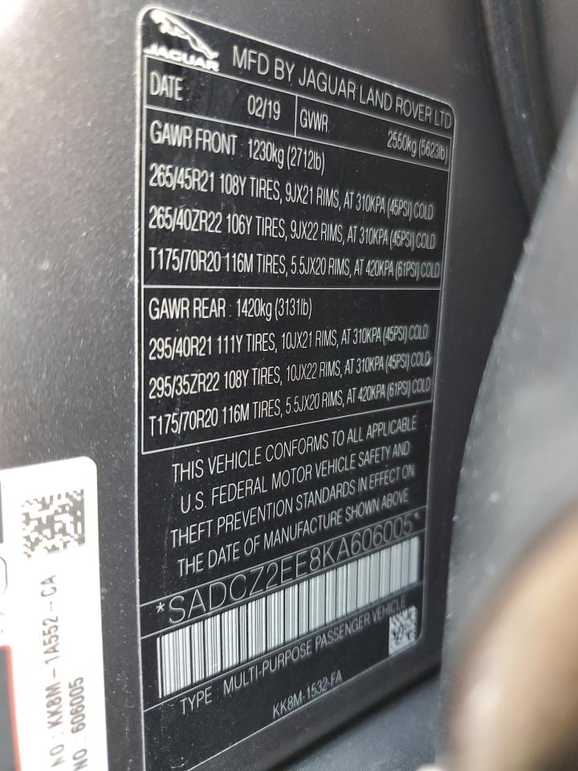 JAGUAR
MFD BY JAGUAR LAND ROVER LTD
DATE 02/19 GVWR 2550kg (5623lb)
GAWR FRONT : 1230kg (2712lb)
265/45R21 108Y TIRES, 9JX21 RIMS, AT 310KPA (45PSI) COLD
265/40ZR22 106Y TIRES, 9JX22 RIMS, AT 310KPA (45PSI) COLD
T175/70R20 116M TIRES, 5.5JX20 RIMS, AT 420KPA (61PSI) COLD
GAWR REAR : 1420kg (3131lb)
295/40R21 111Y TIRES, 10JX21 RIMS, AT 310KPA (45PSI) COLD
295/35ZR22 108Y TIRES, 10JX22 RIMS, AT 310KPA (45PSI) COLD
T175/70R20 116M TIRES, 5.5JX20 RIMS, AT 420KPA (61PSI) COLD
THIS VEHICLE CONFORMS TO ALL APPLICABLE
U.S. FEDERAL MOTOR VEHICLE SAFETY AND
THEFT PREVENTION STANDARDS IN EFFECT ON
THE DATE OF MANUFACTURE SHOWN ABOVE
*SADCZ2EE8KA606005*
TYPE MULTI-PURPOSE PASSENGER VEHICLE
KK8M-1532-FA
NO : KK8M-1A552-CA
NO 606005